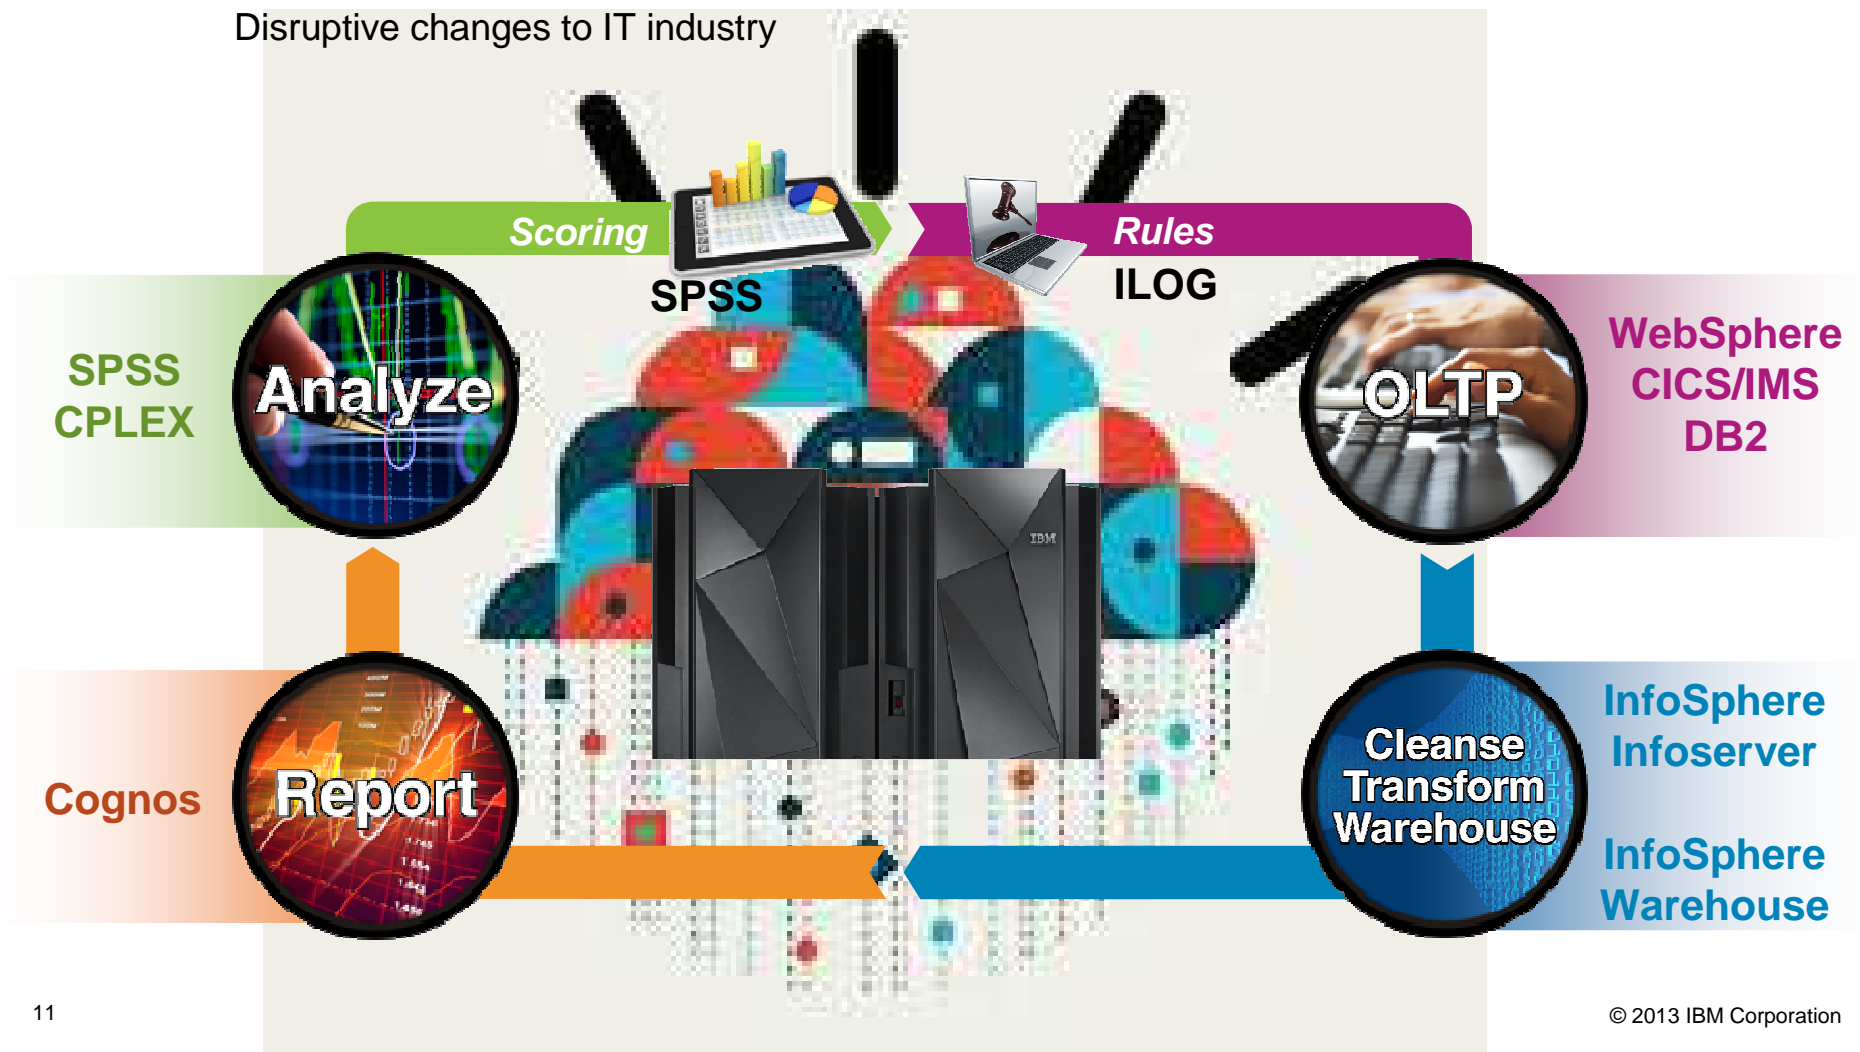 Disruptive changes to IT industry
Scoring
SPSS
Rules
ILOG
SPSS
CPLEX
Analyze
OLTP
WebSphere
CICS/IMS
DB2
IBM
Cognos
Report
Cleanse
Transform
Warehouse
InfoSphere
Infoserver
InfoSphere
Warehouse
11
© 2013 IBM Corporation